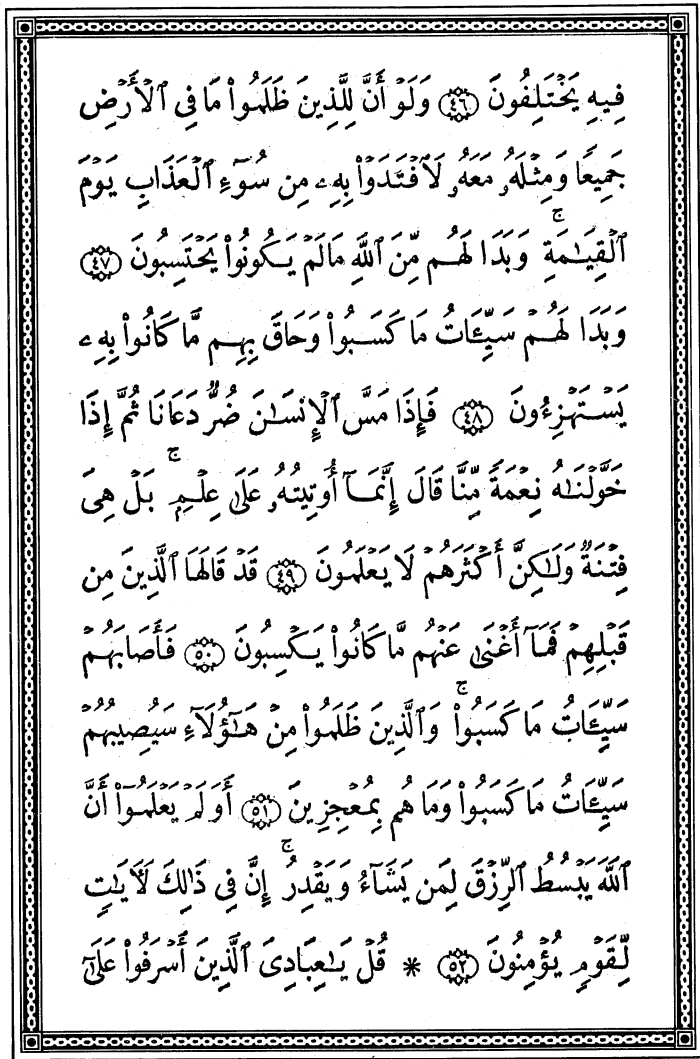 فِيهِ يَخْتَلِفُونَ ﴿٤٦﴾ وَلَوْ أَنَّ لِلَّذِينَ ظَلَمُوا۟ مَا فِى ٱلْأَرْضِ
جَمِيعًا وَمِثْلَهُۥ مَعَهُۥ لَٱفْتَدَوْا۟ بِهِۦ مِن سُوٓءِ ٱلْعَذَابِ يَوْمَ
ٱلْقِيَـٰمَةِ ۚ وَبَدَا لَهُم مِّنَ ٱللَّهِ مَا لَمْ يَكُونُوا۟ يَحْتَسِبُونَ ﴿٤٧﴾
وَبَدَا لَهُمْ سَيِّـَٔاتُ مَا كَسَبُوا۟ وَحَاقَ بِهِم مَّا كَانُوا۟ بِهِۦ
يَسْتَهْزِءُونَ ﴿٤٨﴾ فَإِذَا مَسَّ ٱلْإِنسَـٰنَ ضُرٌّ دَعَانَا ثُمَّ إِذَا
خَوَّلْنَـٰهُ نِعْمَةً مِّنَّا قَالَ إِنَّمَآ أُوتِيتُهُۥ عَلَىٰ عِلْمٍۭ ۚ بَلْ هِىَ
فِتْنَةٌ وَلَـٰكِنَّ أَكْثَرَهُمْ لَا يَعْلَمُونَ ﴿٤٩﴾ قَدْ قَالَهَا ٱلَّذِينَ مِن
قَبْلِهِمْ فَمَآ أَغْنَىٰ عَنْهُم مَّا كَانُوا۟ يَكْسِبُونَ ﴿٥٠﴾ فَأَصَابَهُمْ
سَيِّـَٔاتُ مَا كَسَبُوا۟ ۚ وَٱلَّذِينَ ظَلَمُوا۟ مِنْ هَـٰٓؤُلَآءِ سَيُصِيبُهُمْ
سَيِّـَٔاتُ مَا كَسَبُوا۟ وَمَا هُم بِمُعْجِزِينَ ﴿٥١﴾ أَوَلَمْ يَعْلَمُوٓا۟ أَنَّ
ٱللَّهَ يَبْسُطُ ٱلرِّزْقَ لِمَن يَشَآءُ وَيَقْدِرُ ۚ إِنَّ فِى ذَٰلِكَ لَـَٔايَـٰتٍ
لِّقَوْمٍ يُؤْمِنُونَ ﴿٥٢﴾ * قُلْ يَـٰعِبَادِىَ ٱلَّذِينَ أَسْرَفُوا۟ عَلَىٰٓ